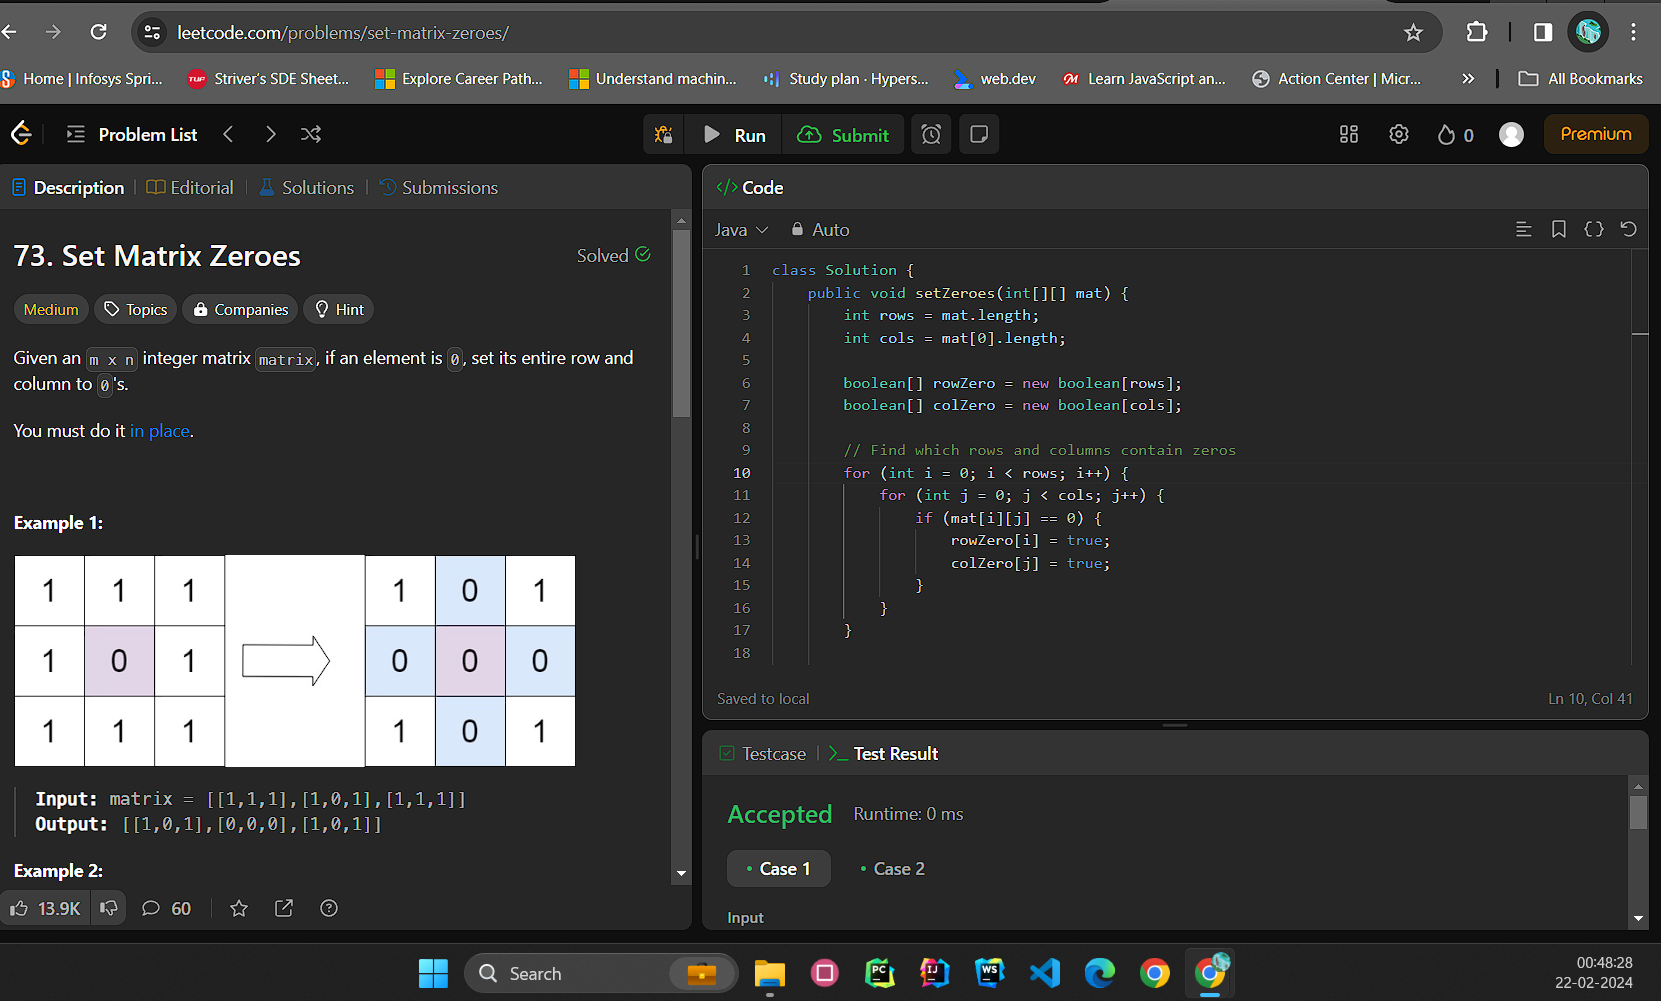 leetcode.com/problems/set-matrix-zeroes/
Home | Infosys Spri...
TUF Striver's SDE Sheet...
Explore Career Path...
Understand machin...
Study plan · Hypers...
web.dev
Learn JavaScript an...
Action Center | Micr...
All Bookmarks
Problem List
Run
Submit
0
Premium
Description
Editorial
Solutions
Submissions
73. Set Matrix Zeroes
Solved
Medium
Topics
Companies
Hint
Given an m x n integer matrix matrix, if an element is 0, set its entire row and
column to 0's.
You must do it in place.
Example 1:
1 1 1 1 0 1
1 0 1 0 0 0
1 1 1 1 0 1
Input: matrix = [[1,1,1],[1,0,1],[1,1,1]]
Output: [[1,0,1],[0,0,0],[1,0,1]]
Example 2:
13.9K
60
</> Code
Java
Auto
1 class Solution {
2 public void setZeroes(int[][] mat) {
3 int rows = mat.length;
4 int cols = mat[0].length;
5
6 boolean[] rowZero = new boolean[rows];
7 boolean[] colZero = new boolean[cols];
8
9 // Find which rows and columns contain zeros
10 for (int i = 0; i < rows; i++) {
11 for (int j = 0; j < cols; j++) {
12 if (mat[i][j] == 0) {
13 rowZero[i] = true;
14 colZero[j] = true;
15 }
16 }
17 }
18
Saved to local
Ln 10, Col 41
Testcase
>_ Test Result
Accepted
Runtime: 0 ms
• Case 1
• Case 2
Input
Search
PC
IJ
WS
00:48:28
22-02-2024